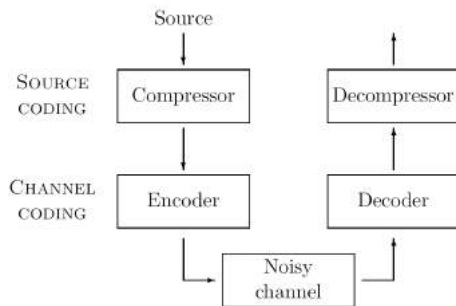 Source
SOURCE
CODING
Compressor
Decompressor
CHANNEL
CODING
Encoder
Decoder
Noisy
channel